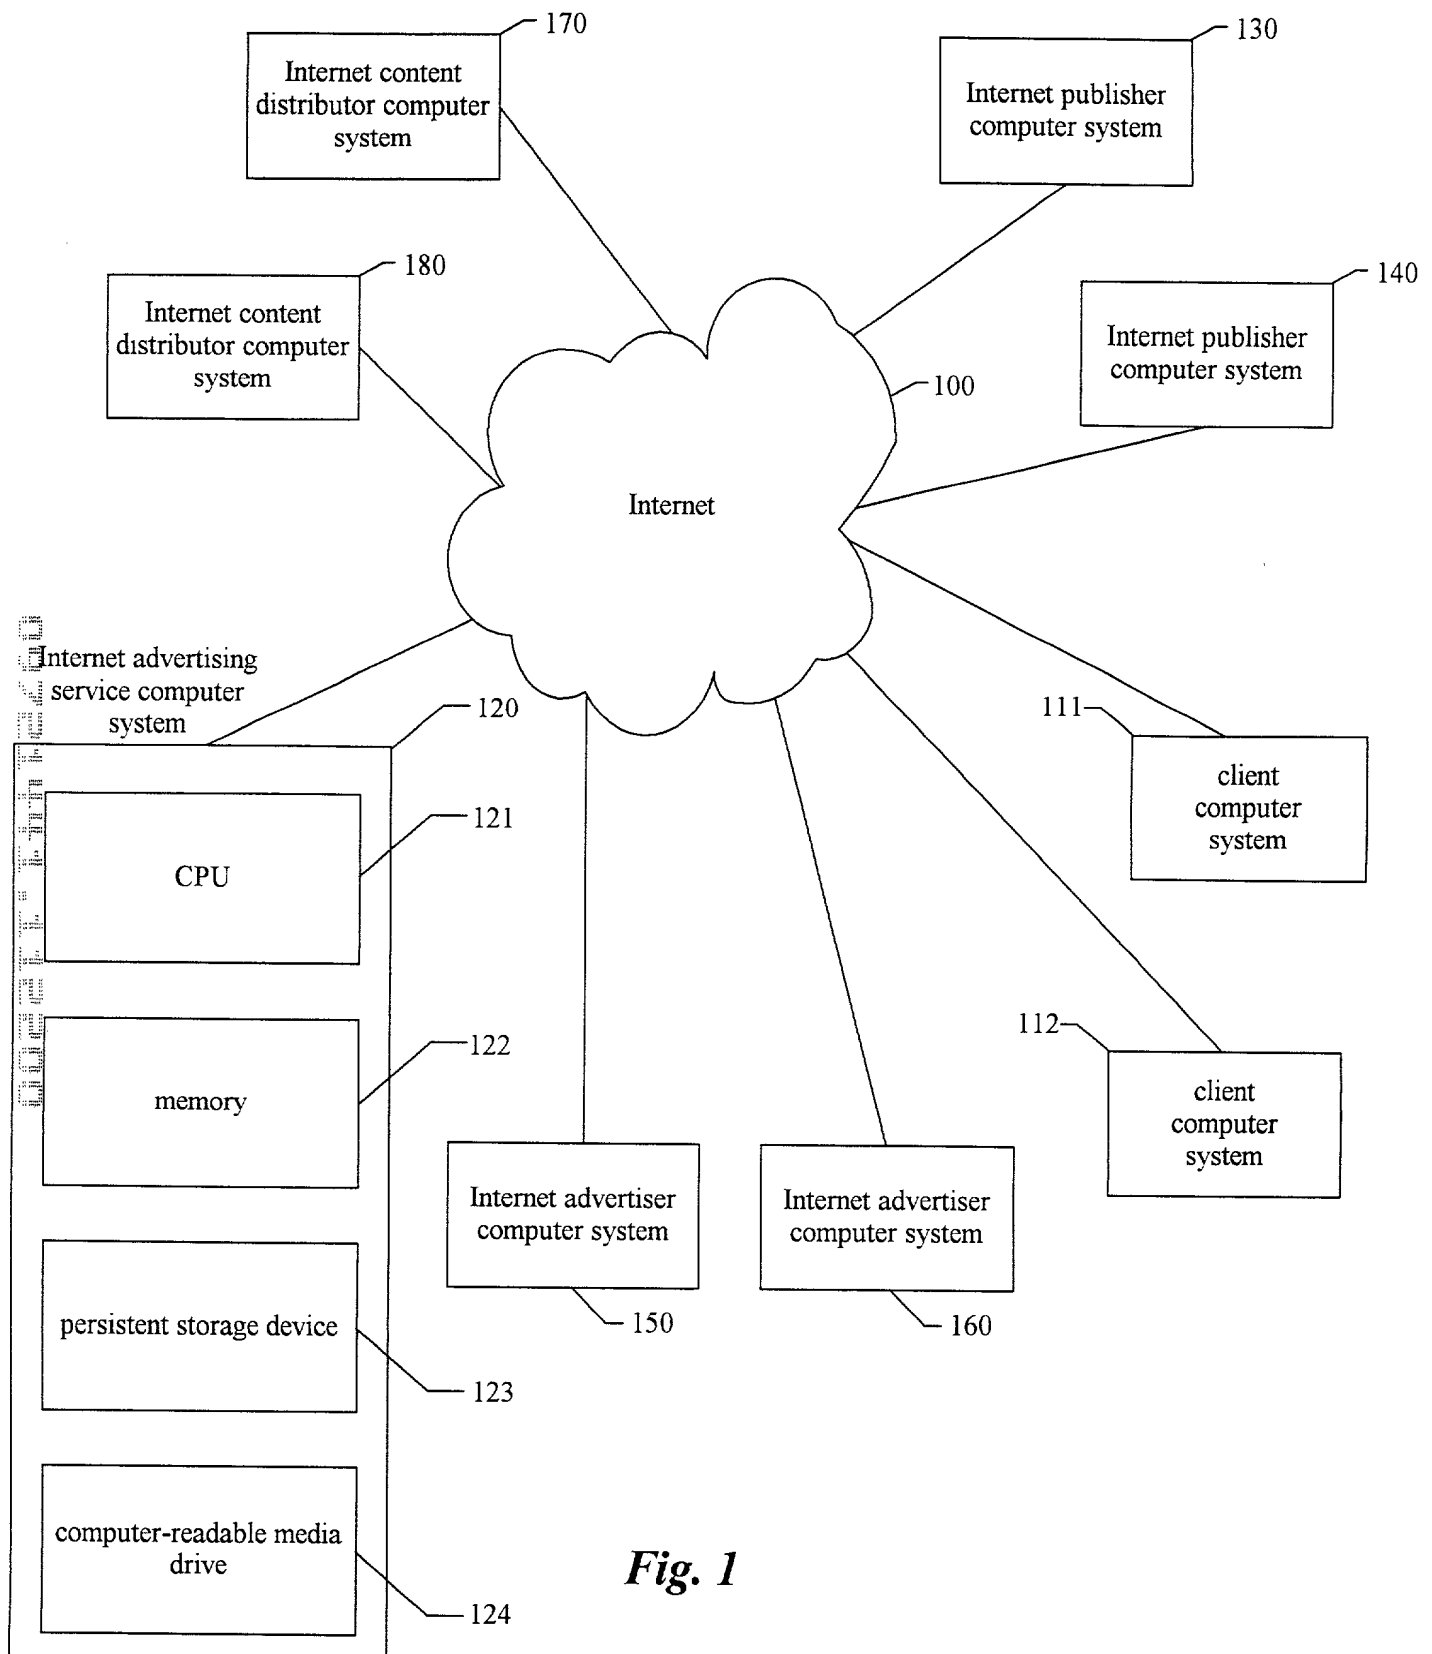 170
Internet content
distributor computer
system
130
Internet publisher
computer system
180
Internet content
distributor computer
system
140
Internet publisher
computer system
100
Internet
Internet advertising
service computer
system
120
111
client
computer
system
121
CPU
112
client
computer
system
122
memory
Internet advertiser
computer system
150
Internet advertiser
computer system
160
persistent storage device
123
computer-readable media
drive
124
Fig. 1